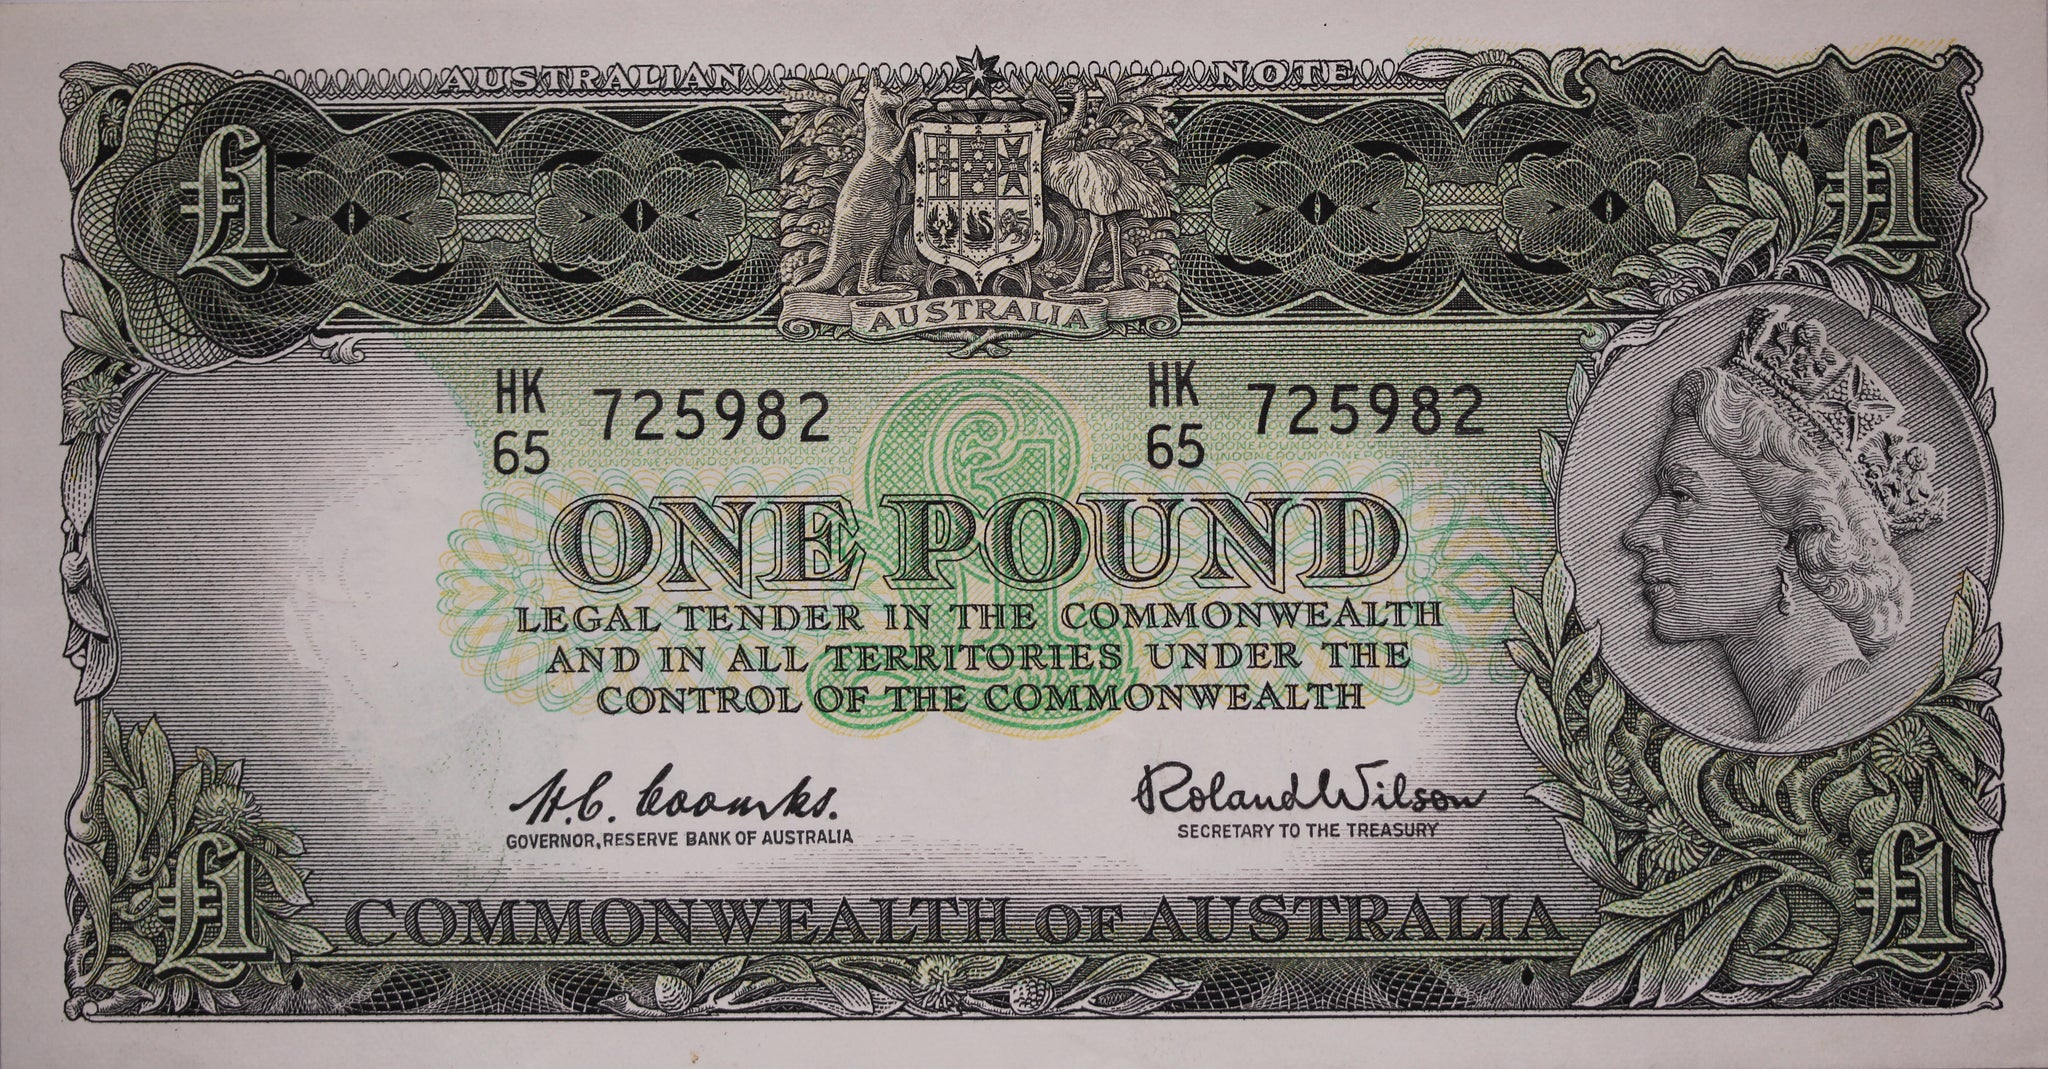 AUSTRALIAN NOTE
£1 £1
AUSTRALIA
HK 725982 HK 725982
65 65
£1
ONE POUND
LEGAL TENDER IN THE COMMONWEALTH
AND IN ALL TERRITORIES UNDER THE
CONTROL OF THE COMMONWEALTH
H.C. Coombs. Roland Wilson
GOVERNOR, RESERVE BANK OF AUSTRALIA SECRETARY TO THE TREASURY
£1 £1
COMMONWEALTH OF AUSTRALIA